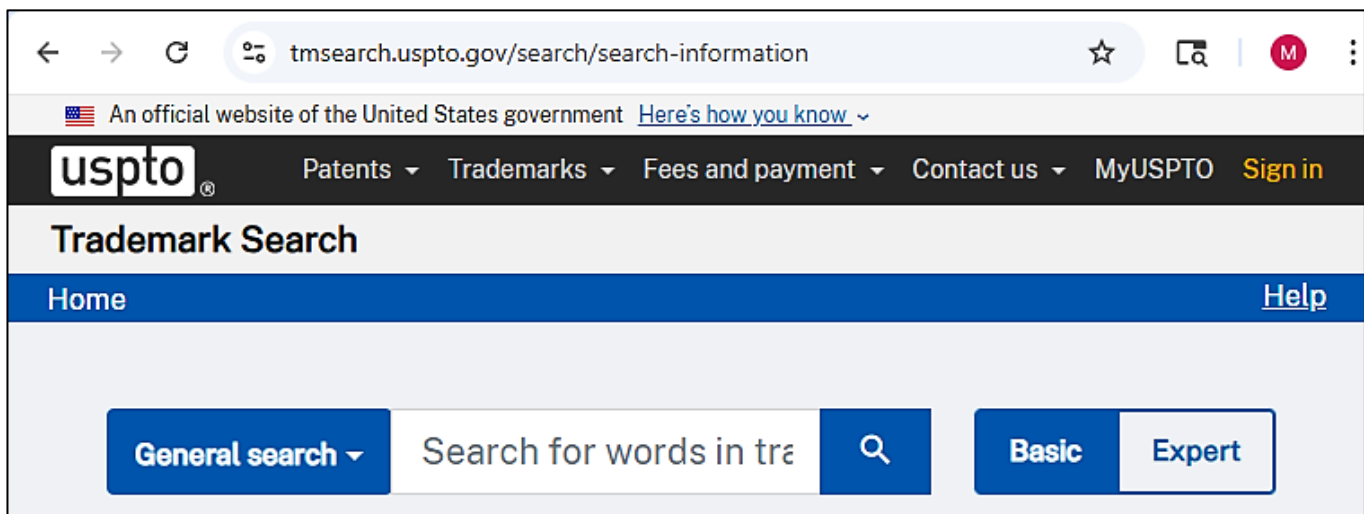 tmsearch.uspto.gov/search/search-information M
An official website of the United States government Here's how you know
uspto ® Patents Trademarks Fees and payment Contact us MyUSPTO Sign in
Trademark Search
Home Help
General search Search for words in tra Basic Expert